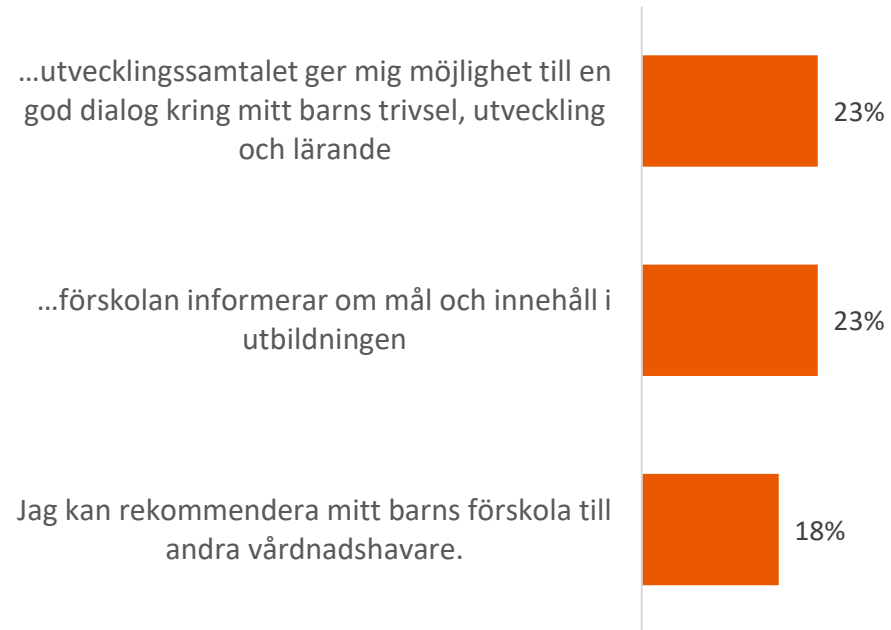 …utvecklingssamtalet ger mig möjlighet till en
god dialog kring mitt barns trivsel, utveckling
och lärande
23%
…förskolan informerar om mål och innehåll i
utbildningen
23%
Jag kan rekommendera mitt barns förskola till
andra vårdnadshavare.
18%